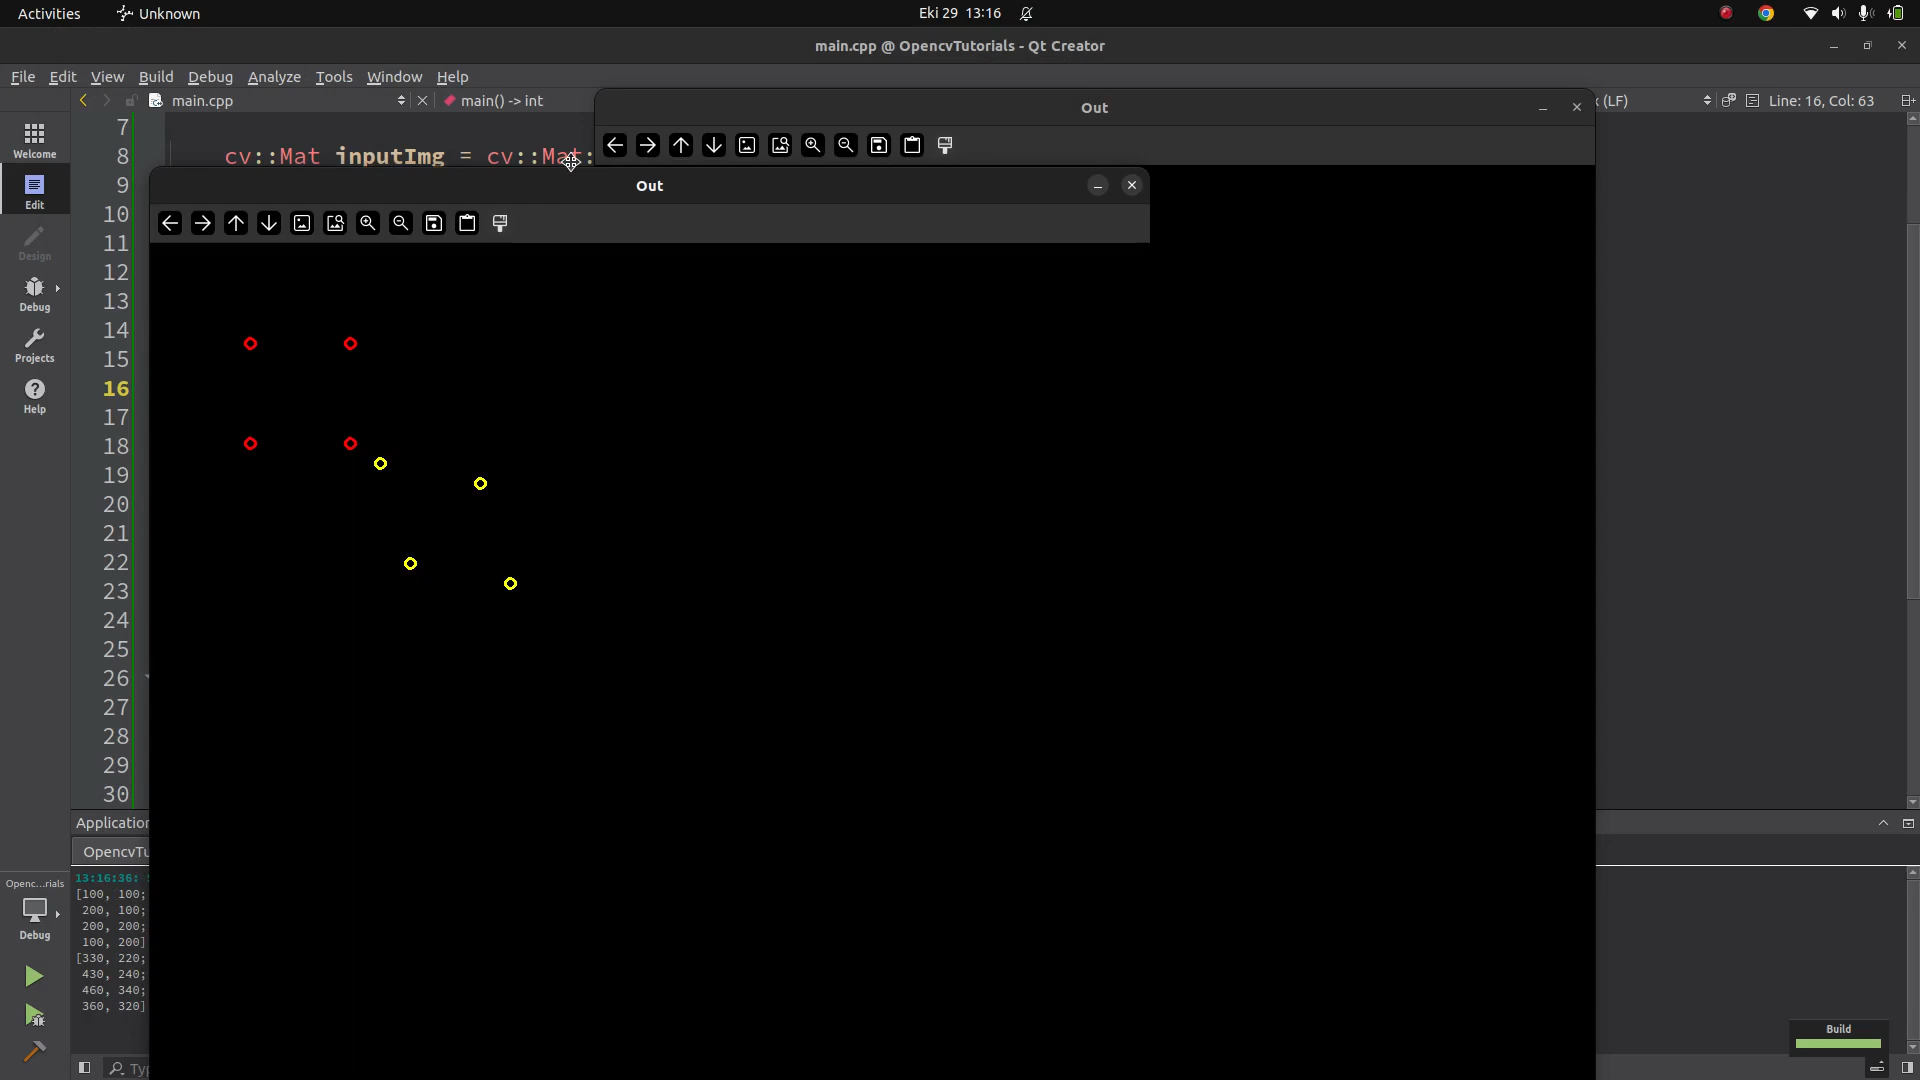 Activities Unknown Eki 29 13:16
main.cpp @ OpencvTutorials - Qt Creator
File Edit View Build Debug Analyze Tools Window Help
main.cpp main() -> int (LF) Line: 16, Col: 63
Out
Welcome
Edit
Design
Debug
Projects
Help
7
8 cv::Mat inputImg = cv::Mat:
9
10
11
12
13
14
15
16
17
18
19
20
21
22
23
24
25
26
27
28
29
30
Out
Application
OpencvTu
Openc...rials
Debug
13:16:36:
[100, 100;
200, 100;
200, 200;
100, 200]
[330, 220;
430, 240;
460, 340;
360, 320]
Build
Typ